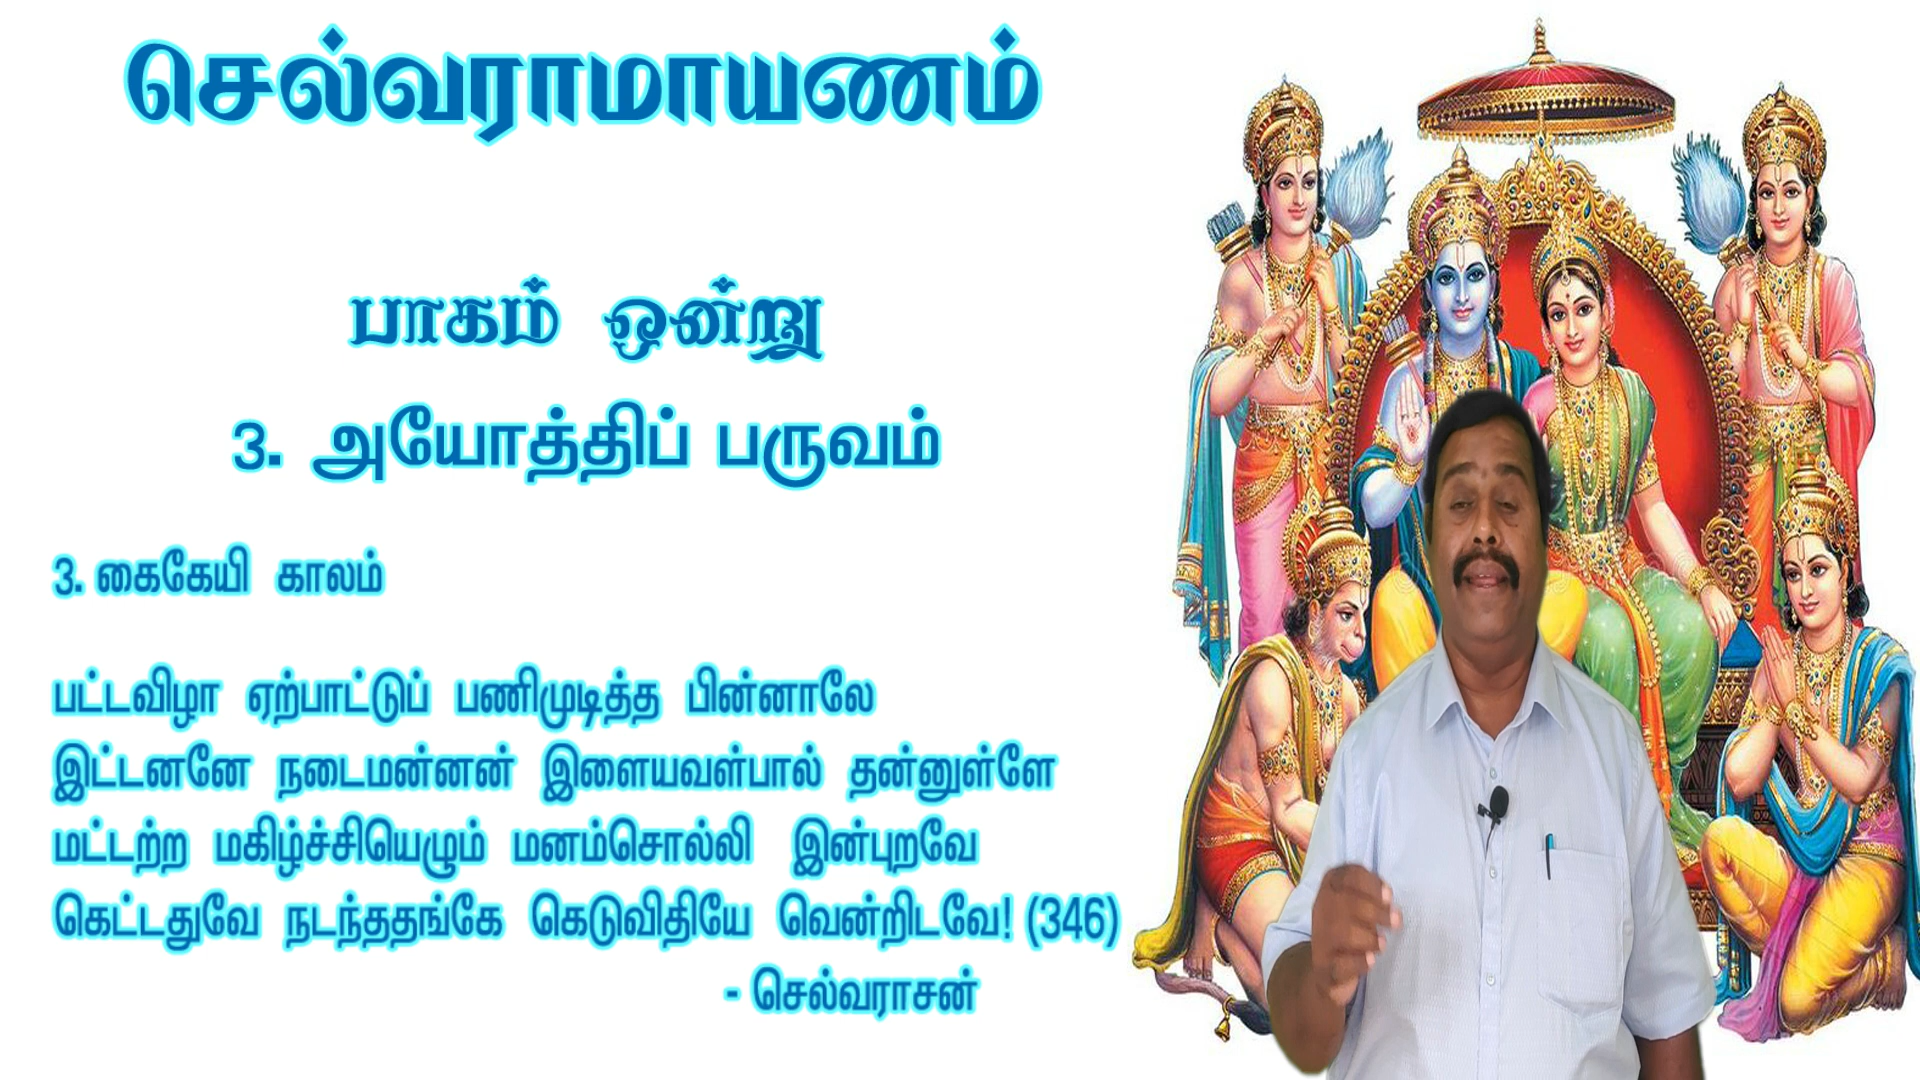 செல்வராமாயணம்
பாகம் ஒன்று
3. அயோத்திப் பருவம்
3. கைகேயி காலம்
பட்டவிழா ஏற்பாட்டுப் பணிமுடித்த பின்னாலே
இட்டனனே நடைமன்னன் இளையவள்பால் தன்னுள்ளே
மட்டற்ற மகிழ்ச்சியெழும் மனம்சொல்லி இன்புறவே
கெட்டதுவே நடந்ததங்கே கெடுவிதியே வென்றிடவே! (346)
- செல்வராசன்